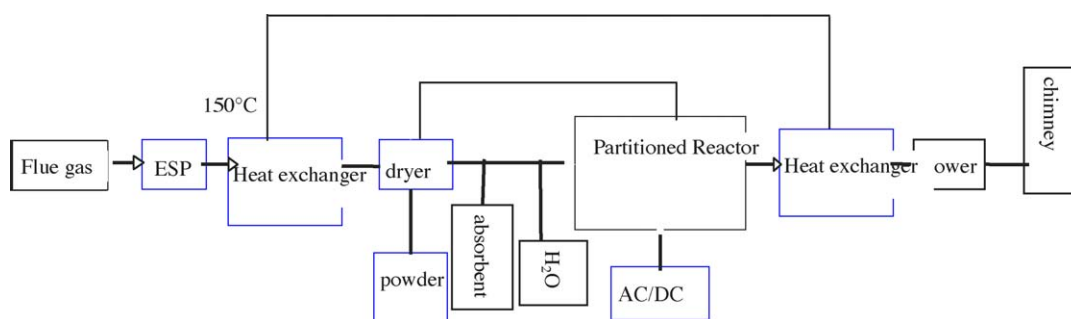 150°C
Flue gas
ESP
Heat exchanger
dryer
Partitioned Reactor
Heat exchanger
ower
chimney
powder
absorbent
H₂O
AC/DC